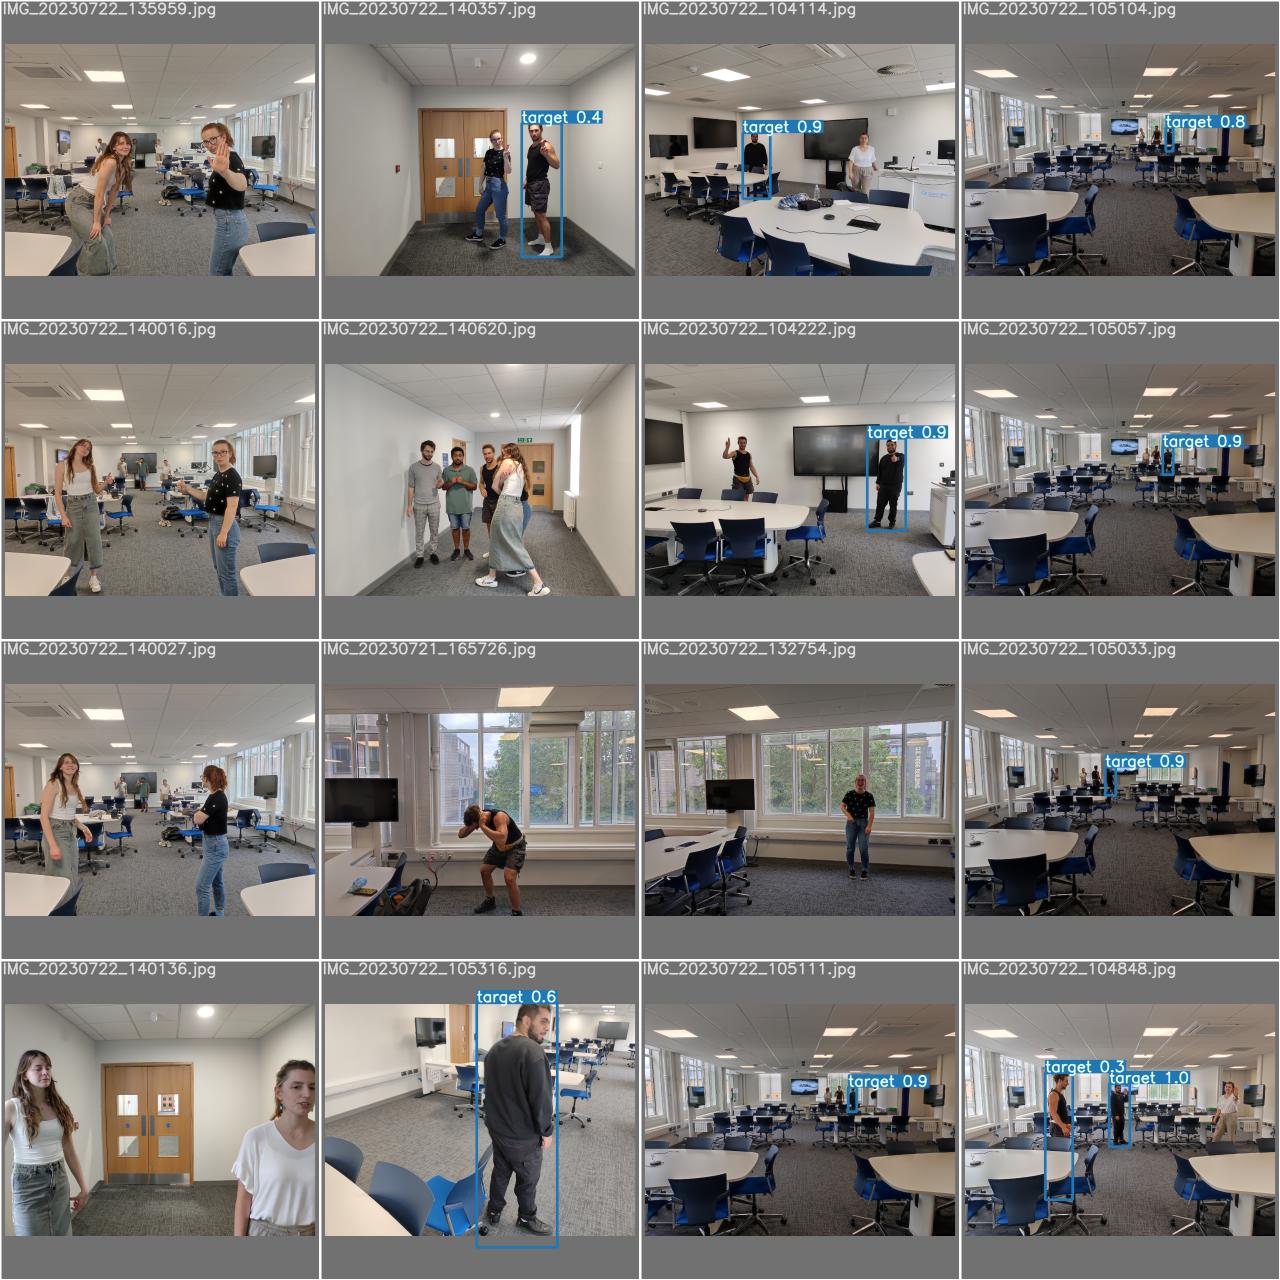 IMG_20230722_135959.jpg
IMG_20230722_140357.jpg
target 0.4
IMG_20230722_104114.jpg
target 0.9
IMG_20230722_105104.jpg
target 0.8
IMG_20230722_140016.jpg
IMG_20230722_140620.jpg
IMG_20230722_104222.jpg
target 0.9
IMG_20230722_105057.jpg
target 0.9
IMG_20230722_140027.jpg
IMG_20230721_165726.jpg
IMG_20230722_132754.jpg
IMG_20230722_105033.jpg
target 0.9
IMG_20230722_140136.jpg
IMG_20230722_105316.jpg
target 0.6
IMG_20230722_105111.jpg
target 0.9
IMG_20230722_104848.jpg
target 0.3
target 1.0